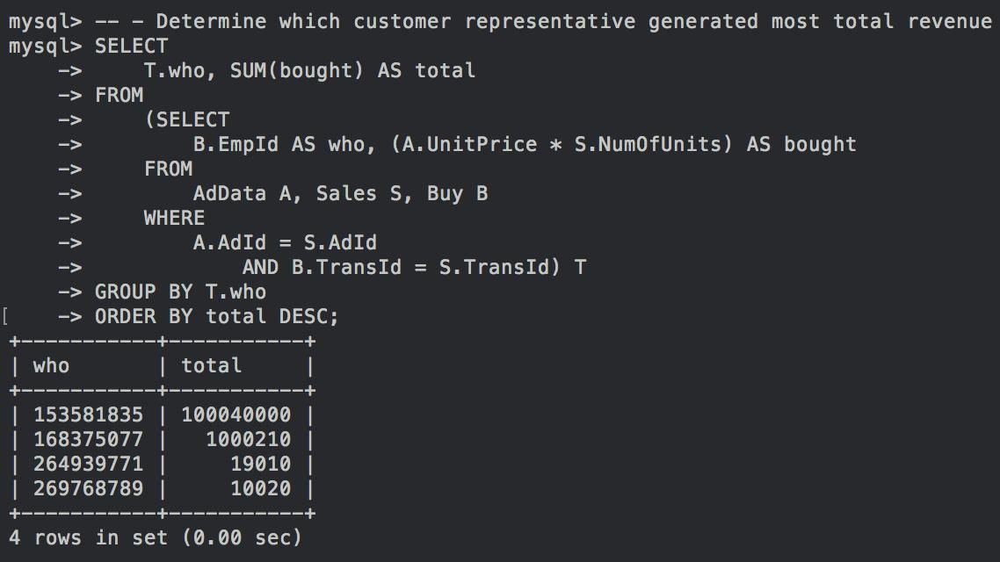 mysql> -- - Determine which customer representative generated most total revenue
mysql> SELECT
    ->     T.who, SUM(bought) AS total
    -> FROM
    ->     (SELECT
    ->         B.EmpId AS who, (A.UnitPrice * S.NumOfUnits) AS bought
    ->     FROM
    ->         AdData A, Sales S, Buy B
    ->     WHERE
    ->         A.AdId = S.AdId
    ->             AND B.TransId = S.TransId) T
    -> GROUP BY T.who
[    -> ORDER BY total DESC;
+-----------+-----------+
| who       | total     |
+-----------+-----------+
| 153581835 | 100040000 |
| 168375077 |   1000210 |
| 264939771 |     19010 |
| 269768789 |     10020 |
+-----------+-----------+
4 rows in set (0.00 sec)